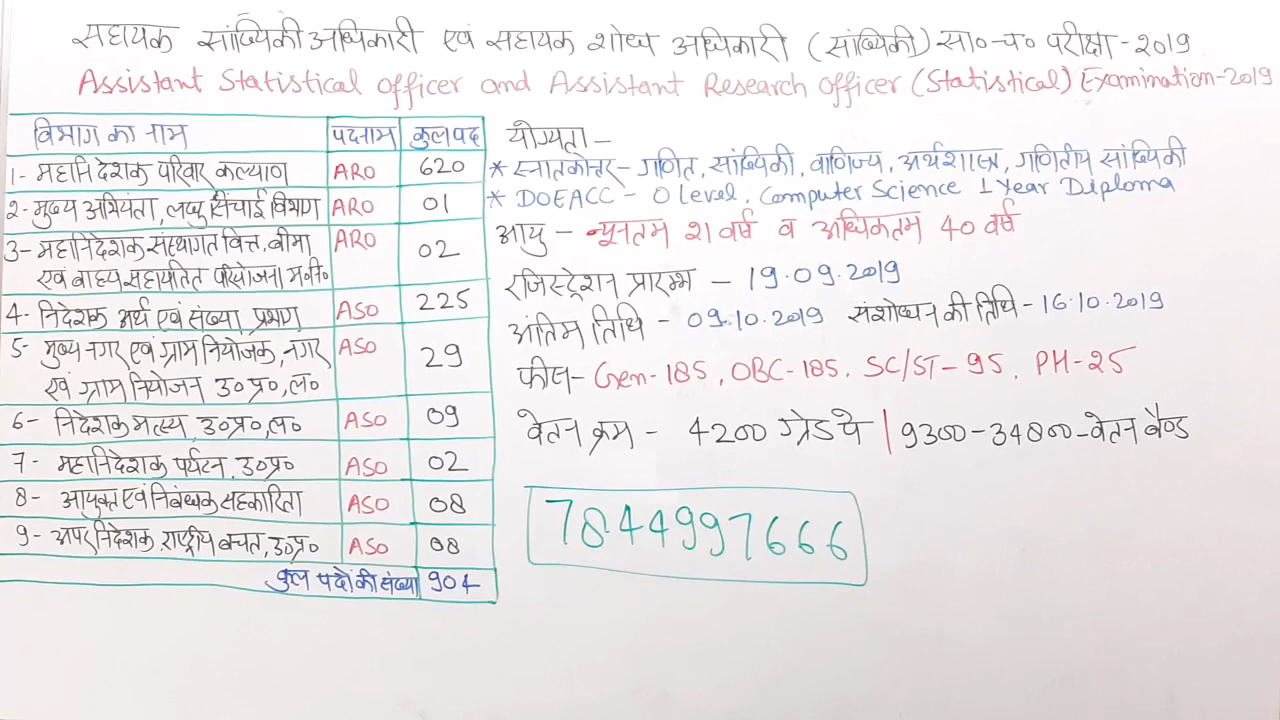 सहायक सांख्यिकी अधिकारी एवं सहायक शोध अधिकारी (सांख्यिकी) सा०-च० परीक्षा-2019
Assistant Statistical officer and Assistant Research Officer (Statistical) Examination-2019
विभाग का नाम पदनाम कुल पद
1- महानिदेशक परिवार कल्याण ARO 620
2- मुख्य अभियंता, लघु सिंचाई विभाग ARO 01
3- महानिदेशक संस्थागत वित्त, बीमा ARO 02
एवं वाह्य सहायतित परियोजना म०नि०
4- निदेशक अर्थ एवं संख्या प्रभाग ASO 225
5- मुख्य नगर एवं ग्राम नियोजक, नगर ASO 29
एवं ग्राम नियोजन उ०प्र०,ल०
6- निदेशक मत्स्य, उ०प्र०,ल० ASO 09
7- महानिदेशक पर्यटन, उ०प्र० ASO 02
8- आयुक्त एवं निबंधक सहकारिता ASO 08
9- अपर निदेशक, राष्ट्रीय बचत, उ०प्र० ASO 08
कुल पदों की संख्या 904
योग्यता -
* स्नातकोत्तर - गणित, सांख्यिकी, वाणिज्य, अर्थशास्त्र, गणितीय सांख्यिकी
* DOEACC - O level, Computer Science 1 Year Diploma
आयु - न्यूनतम 21 वर्ष व अधिकतम 40 वर्ष
रजिस्ट्रेशन प्रारम्भ - 19.09.2019
अंतिम तिथि - 09.10.2019 संशोधन की तिथि - 16.10.2019
फीस- Gen-185, OBC-185, SC/ST-95, PH-25
वेतन क्रम - 4200 ग्रेड पे | 9300-34800-वेतन बैण्ड
7844997666